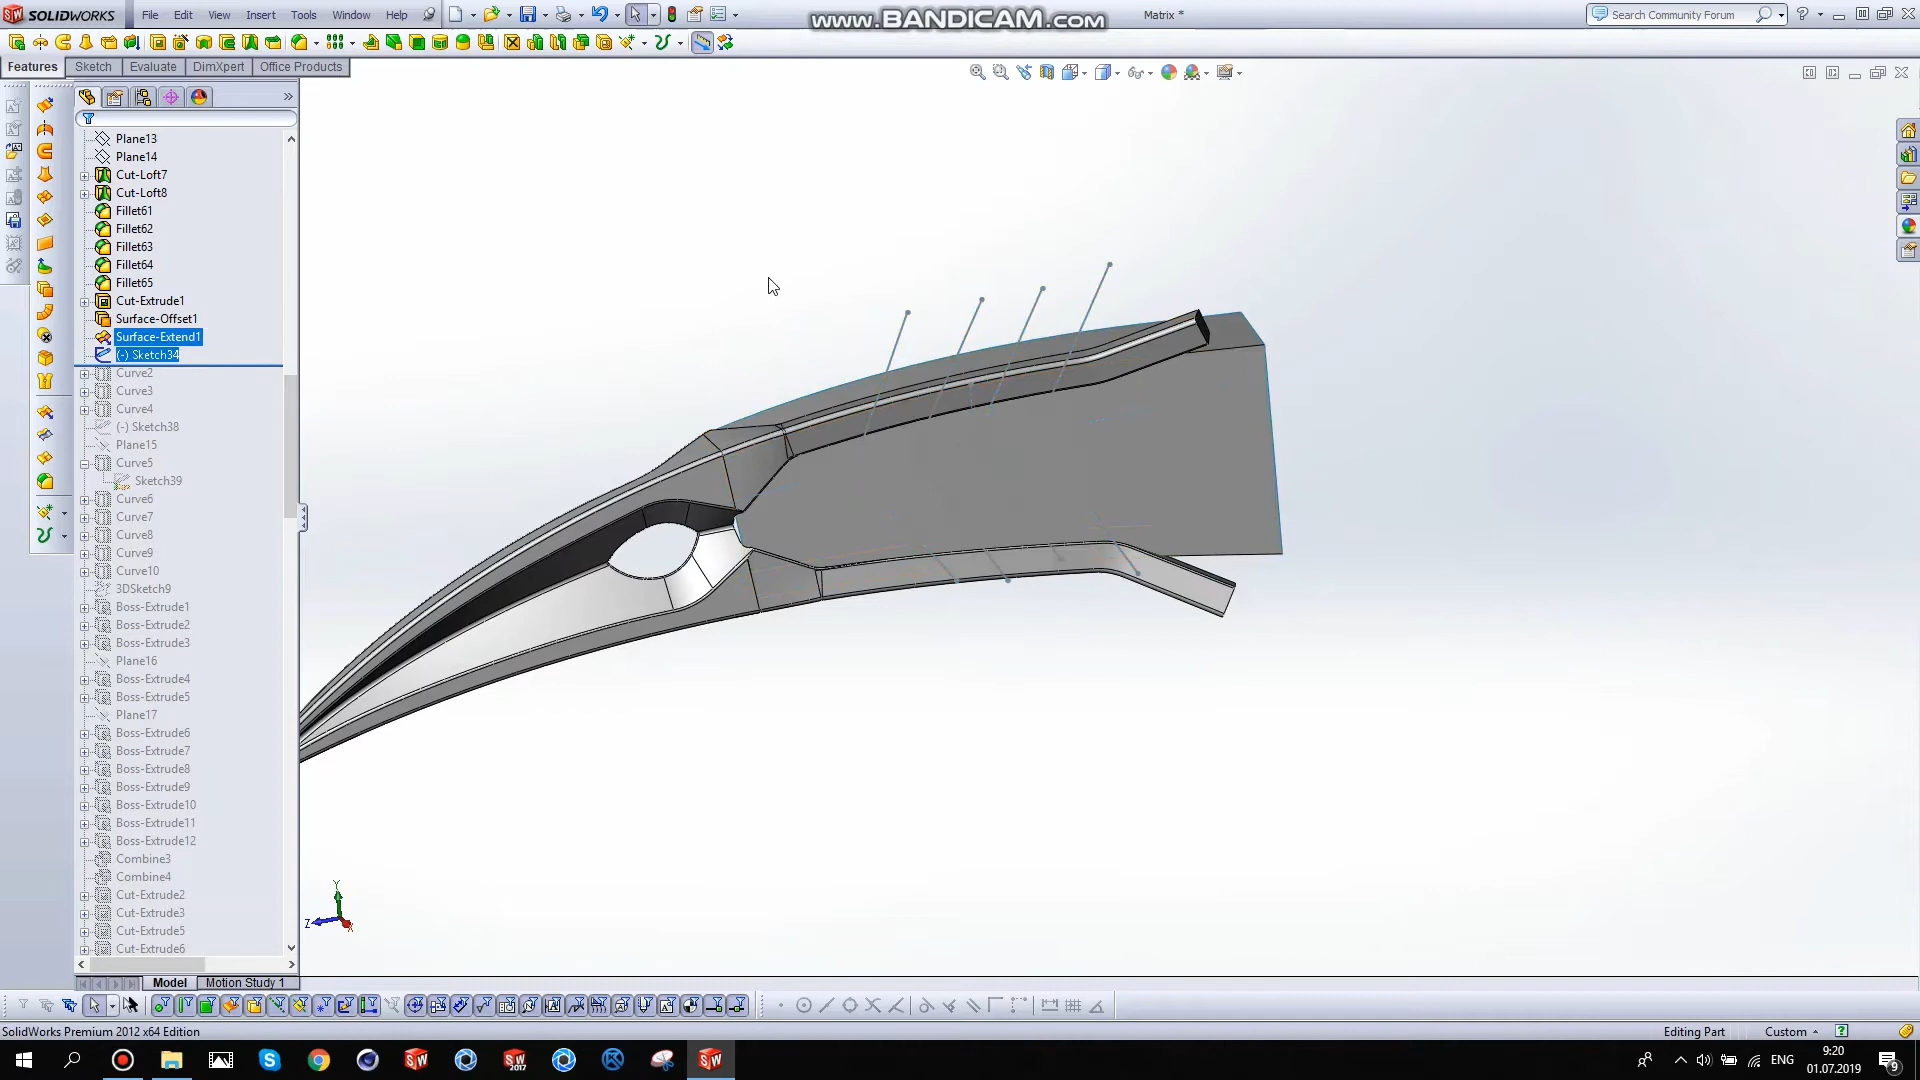 SOLIDWORKS File Edit View Insert Tools Window Help
www.BANDICAM.com
Matrix *
Search Community Forum
Features Sketch Evaluate DimXpert Office Products
Plane13
Plane14
Cut-Loft7
Cut-Loft8
Fillet61
Fillet62
Fillet63
Fillet64
Fillet65
Cut-Extrude1
Surface-Offset1
Surface-Extend1
(-) Sketch34
Curve2
Curve3
Curve4
(-) Sketch38
Plane15
Curve5
Sketch39
Curve6
Curve7
Curve8
Curve9
Curve10
3DSketch9
Boss-Extrude1
Boss-Extrude2
Boss-Extrude3
Plane16
Boss-Extrude4
Boss-Extrude5
Plane17
Boss-Extrude6
Boss-Extrude7
Boss-Extrude8
Boss-Extrude9
Boss-Extrude10
Boss-Extrude11
Boss-Extrude12
Combine3
Combine4
Cut-Extrude2
Cut-Extrude3
Cut-Extrude5
Cut-Extrude6
Y
Z
X
Model Motion Study 1
SolidWorks Premium 2012 x64 Edition
Editing Part
Custom
SW
SW 2017
SW
ENG
9:20
01.07.2019
9